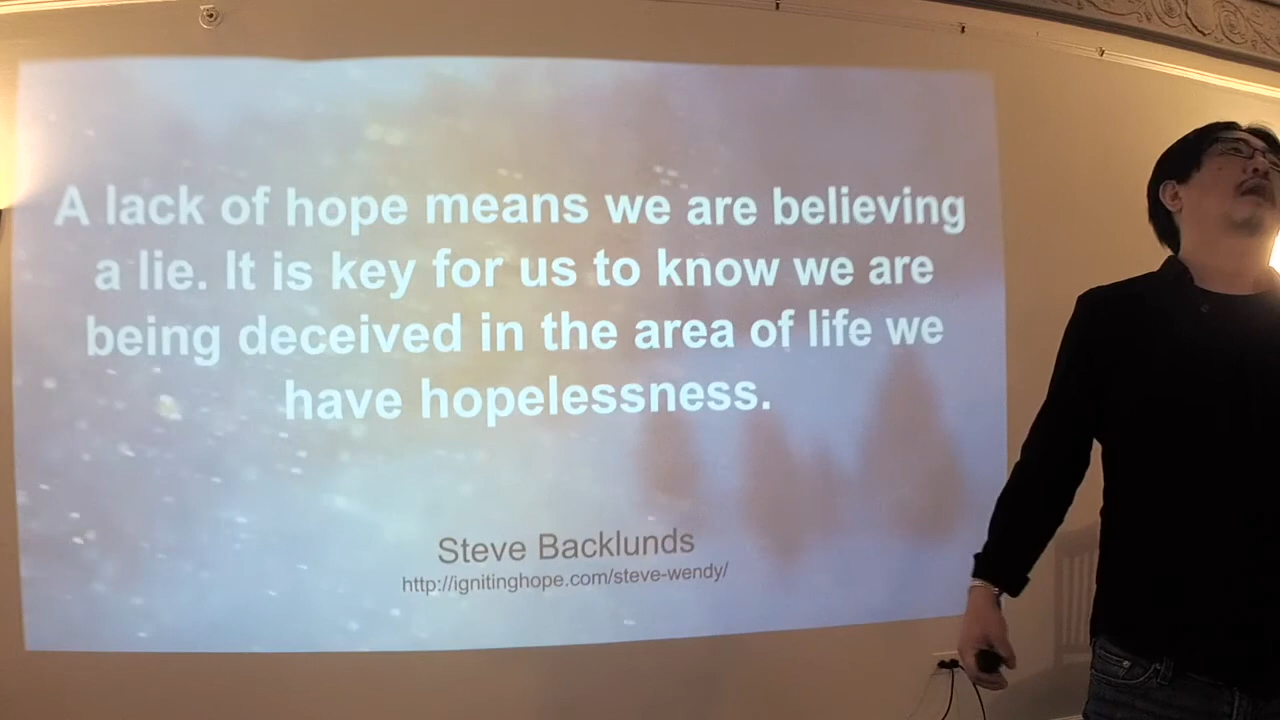 A lack of hope means we are believing
a lie. It is key for us to know we are
being deceived in the area of life we
have hopelessness.
Steve Backlunds
http://ignitinghope.com/steve-wendy/